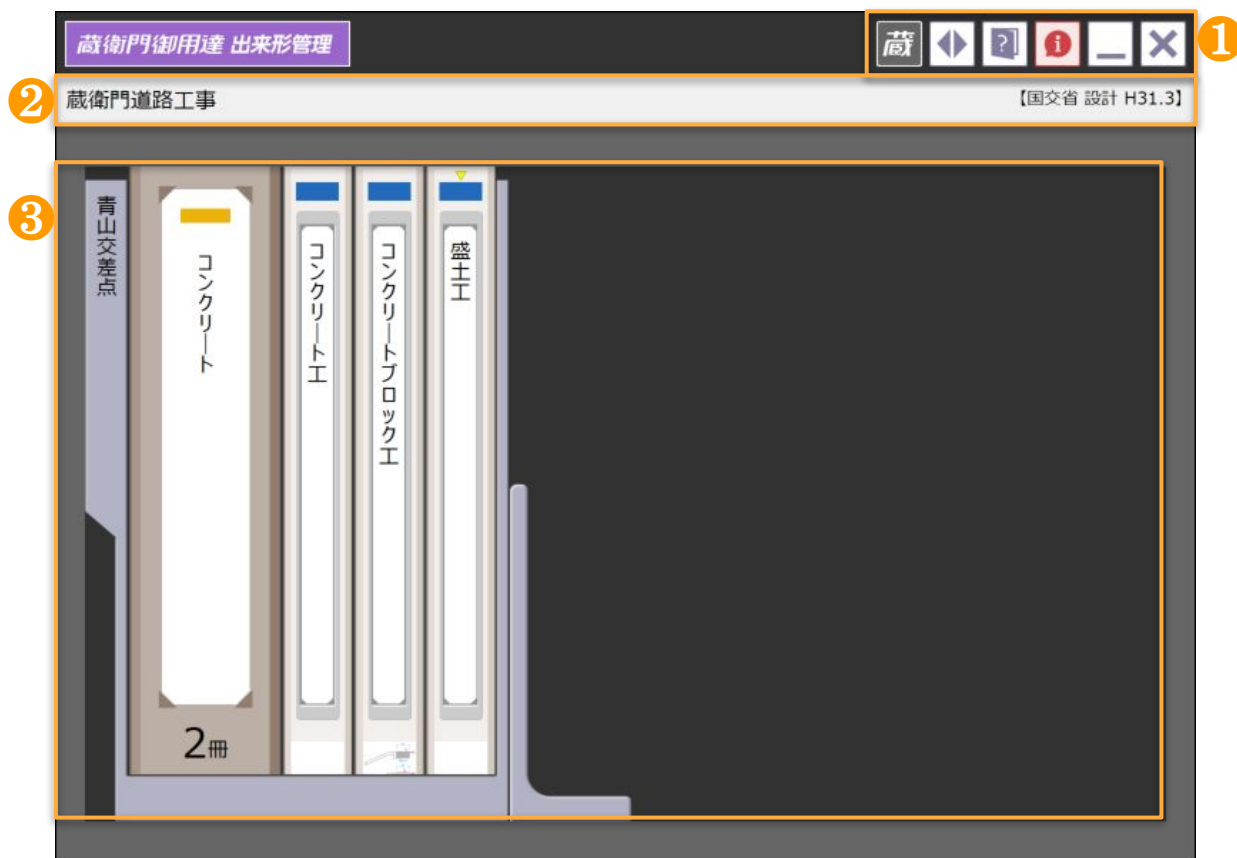 蔵衛門御用達 出来形管理
蔵
?
i
❶
❷
蔵衛門道路工事
【国交省 設計 H31.3】
❸
青山交差点
コンクリート
2冊
コンクリート工
コンクリートブロック工
盛土工